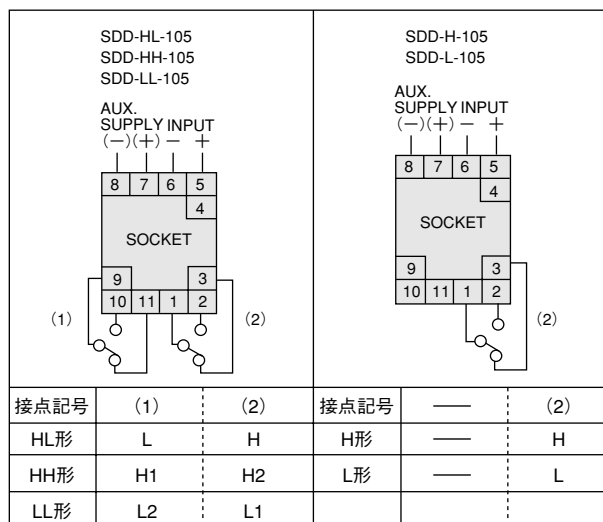 SDD-HL-105
SDD-HH-105
SDD-LL-105
AUX.
SUPPLY INPUT
(−)(+) − +
8 7 6 5
4
SOCKET
9 3
10 11 1 2
(1) (2)
SDD-H-105
SDD-L-105
AUX.
SUPPLY INPUT
(−)(+) − +
8 7 6 5
4
SOCKET
9 3
10 11 1 2
(2)
接点記号 (1) (2) 接点記号 —— (2)
HL形 L H H形 —— H
HH形 H1 H2 L形 —— L
LL形 L2 L1